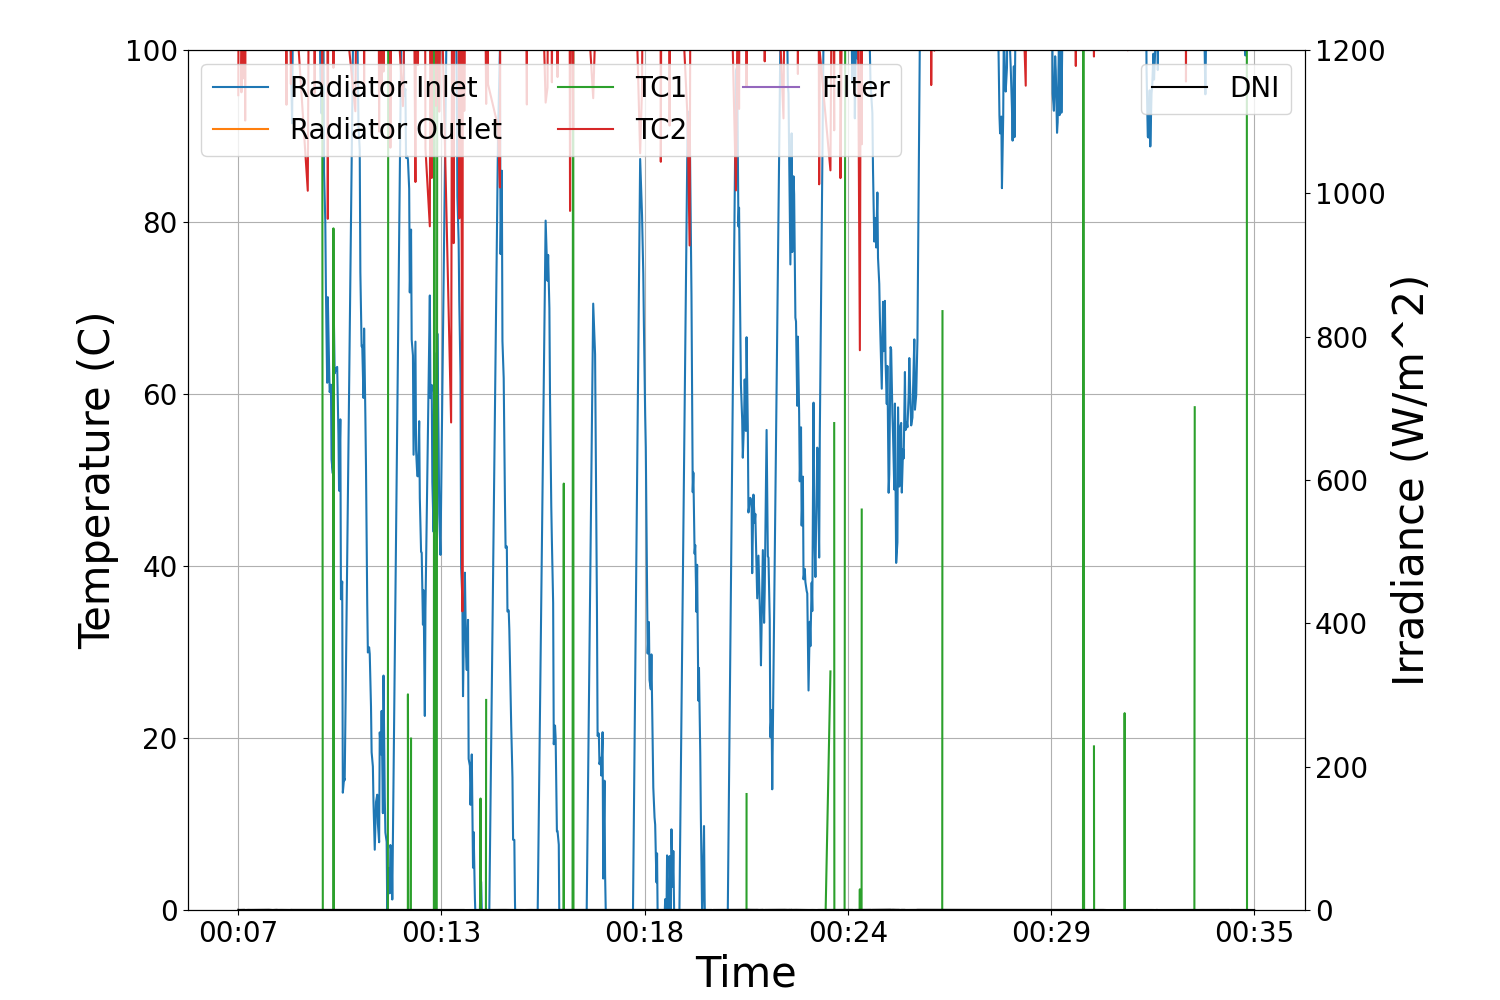 100
80
60
40
20
0
Temperature (C)
Radiator Inlet
Radiator Outlet
TC1
TC2
Filter
DNI
1200
1000
800
600
400
200
0
Irradiance (W/m^2)
00:07 00:13 00:18 00:24 00:29 00:35
Time